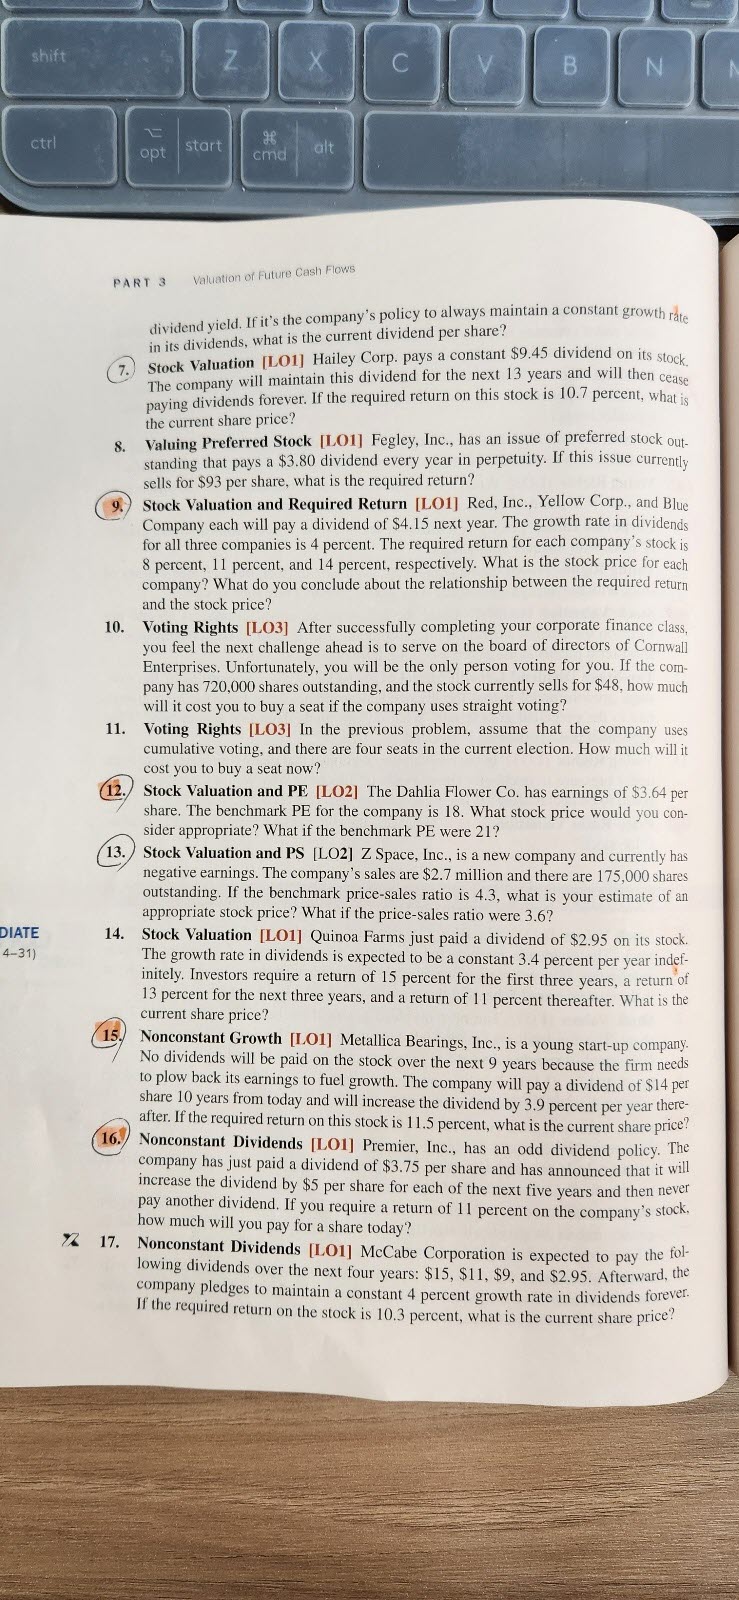 shift
Z
X
C
V
B
N
ctrl
opt
start
⌘
cmd
alt
PART 3 Valuation of Future Cash Flows
dividend yield. If it's the company's policy to always maintain a constant growth rate
in its dividends, what is the current dividend per share?
7. Stock Valuation [LO1] Hailey Corp. pays a constant $9.45 dividend on its stock.
The company will maintain this dividend for the next 13 years and will then cease
paying dividends forever. If the required return on this stock is 10.7 percent, what is
the current share price?
8. Valuing Preferred Stock [LO1] Fegley, Inc., has an issue of preferred stock out-
standing that pays a $3.80 dividend every year in perpetuity. If this issue currently
sells for $93 per share, what is the required return?
9. Stock Valuation and Required Return [LO1] Red, Inc., Yellow Corp., and Blue
Company each will pay a dividend of $4.15 next year. The growth rate in dividends
for all three companies is 4 percent. The required return for each company's stock is
8 percent, 11 percent, and 14 percent, respectively. What is the stock price for each
company? What do you conclude about the relationship between the required return
and the stock price?
10. Voting Rights [LO3] After successfully completing your corporate finance class,
you feel the next challenge ahead is to serve on the board of directors of Cornwall
Enterprises. Unfortunately, you will be the only person voting for you. If the com-
pany has 720,000 shares outstanding, and the stock currently sells for $48, how much
will it cost you to buy a seat if the company uses straight voting?
11. Voting Rights [LO3] In the previous problem, assume that the company uses
cumulative voting, and there are four seats in the current election. How much will it
cost you to buy a seat now?
12. Stock Valuation and PE [LO2] The Dahlia Flower Co. has earnings of $3.64 per
share. The benchmark PE for the company is 18. What stock price would you con-
sider appropriate? What if the benchmark PE were 21?
13. Stock Valuation and PS [LO2] Z Space, Inc., is a new company and currently has
negative earnings. The company's sales are $2.7 million and there are 175,000 shares
outstanding. If the benchmark price-sales ratio is 4.3, what is your estimate of an
appropriate stock price? What if the price-sales ratio were 3.6?
DIATE
4–31)
14. Stock Valuation [LO1] Quinoa Farms just paid a dividend of $2.95 on its stock.
The growth rate in dividends is expected to be a constant 3.4 percent per year indef-
initely. Investors require a return of 15 percent for the first three years, a return of
13 percent for the next three years, and a return of 11 percent thereafter. What is the
current share price?
15. Nonconstant Growth [LO1] Metallica Bearings, Inc., is a young start-up company.
No dividends will be paid on the stock over the next 9 years because the firm needs
to plow back its earnings to fuel growth. The company will pay a dividend of $14 per
share 10 years from today and will increase the dividend by 3.9 percent per year there-
after. If the required return on this stock is 11.5 percent, what is the current share price?
16. Nonconstant Dividends [LO1] Premier, Inc., has an odd dividend policy. The
company has just paid a dividend of $3.75 per share and has announced that it will
increase the dividend by $5 per share for each of the next five years and then never
pay another dividend. If you require a return of 11 percent on the company's stock,
how much will you pay for a share today?
17. Nonconstant Dividends [LO1] McCabe Corporation is expected to pay the fol-
lowing dividends over the next four years: $15, $11, $9, and $2.95. Afterward, the
company pledges to maintain a constant 4 percent growth rate in dividends forever.
If the required return on the stock is 10.3 percent, what is the current share price?